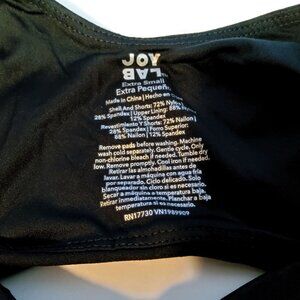 JOY
LAB
Extra Small
Extra Pequeño
Made in China | Hecho en
Shell And Shorts: 72% Nylon
28% Spandex | Upper Lining: 88%
12% Spandex
Revestimiento Y Shorts: 72% Nylon |
28% Spandex | Forro Superior:
88% Nailon | 12% Spandex
Remove pads before washing. Machine
wash cold separately. Gentle cycle. Only
non-chlorine bleach if needed. Tumble dry
low. Remove promptly. Cool iron if needed.
Retirar las almohadillas antes de
lavar. Lavar a máquina con agua fría
por separado. Ciclo delicado. Solo
blanqueador sin cloro si es necesario.
Secar a máquina a temperatura baja.
Retirar inmediatamente. Planchar a baja
temperatura si es necesario.
RN17730 VN1989909